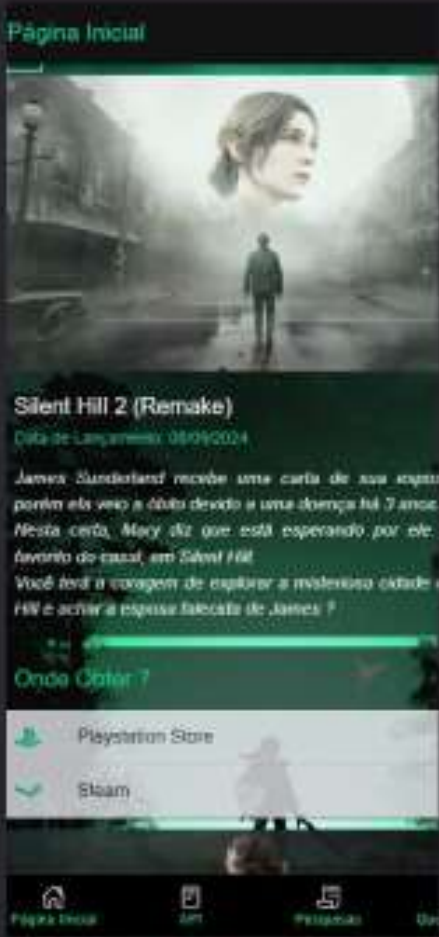 Página Inicial
Silent Hill 2 (Remake)
Data de Lançamento: 08/09/2024
James Sunderland recebe uma carta de sua
porém ela veio a óbito devido a uma doença há 3 anos
Nesta carta, Mary diz que está esperando por ele
favorito do casal, em Silent Hill.
Você terá a coragem de explorar a misteriosa cidade
Hill e achar a esposa falecida de James ?
Onde Obter ?
Playstation Store
Steam
Página Inicial
API
Pesquisas